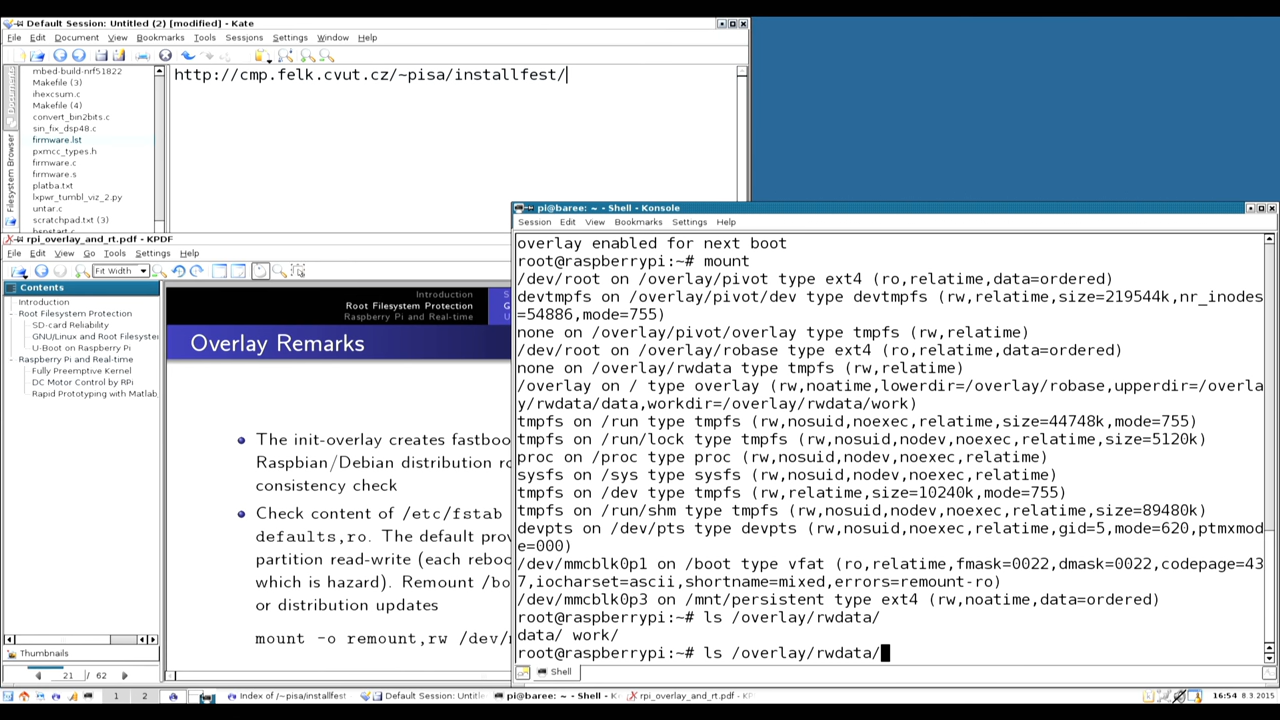 Default Session: Untitled (2) [modified] - Kate
File Edit Document View Bookmarks Tools Sessions Settings Window Help
Documents
Filesystem Browser
mbed-build-nrf51822
Makefile (3)
ihexcsum.c
Makefile (4)
convert_bin2bits.c
sin_fix_dsp48.c
firmware.lst
pxmcc_types.h
firmware.c
firmware.s
platba.txt
lxpwr_tumbl_viz_2.py
untar.c
scratchpad.txt (3)
http://cmp.felk.cvut.cz/~pisa/installfest/
rpi_overlay_and_rt.pdf - KPDF
File Edit View Go Tools Settings Help
Fit Width
Contents
Introduction
Root Filesystem Protection
SD-card Reliability
GNU/Linux and Root Filesyster
U-Boot on Raspberry Pi
Raspberry Pi and Real-time
Fully Preemptive Kernel
DC Motor Control by RPi
Rapid Prototyping with Matlab
Thumbnails
21 / 62
Introduction
Root Filesystem Protection
Raspberry Pi and Real-time
Overlay Remarks
The init-overlay creates fastboo
Raspbian/Debian distribution ro
consistency check
Check content of /etc/fstab
defaults,ro. The default prov
partition read-write (each reboo
which is hazard). Remount /bo
or distribution updates
mount -o remount,rw /dev/
pi@baree: ~ - Shell - Konsole
Session Edit View Bookmarks Settings Help
overlay enabled for next boot
root@raspberrypi:~# mount
/dev/root on /overlay/pivot type ext4 (ro,relatime,data=ordered)
devtmpfs on /overlay/pivot/dev type devtmpfs (rw,relatime,size=219544k,nr_inodes
=54886,mode=755)
none on /overlay/pivot/overlay type tmpfs (rw,relatime)
/dev/root on /overlay/robase type ext4 (ro,relatime,data=ordered)
none on /overlay/rwdata type tmpfs (rw,relatime)
/overlay on / type overlay (rw,noatime,lowerdir=/overlay/robase,upperdir=/overla
y/rwdata/data,workdir=/overlay/rwdata/work)
tmpfs on /run type tmpfs (rw,nosuid,noexec,relatime,size=44748k,mode=755)
tmpfs on /run/lock type tmpfs (rw,nosuid,nodev,noexec,relatime,size=5120k)
proc on /proc type proc (rw,nosuid,nodev,noexec,relatime)
sysfs on /sys type sysfs (rw,nosuid,nodev,noexec,relatime)
tmpfs on /dev type tmpfs (rw,relatime,size=10240k,mode=755)
tmpfs on /run/shm type tmpfs (rw,nosuid,nodev,noexec,relatime,size=89480k)
devpts on /dev/pts type devpts (rw,nosuid,noexec,relatime,gid=5,mode=620,ptmxmod
e=000)
/dev/mmcblk0p1 on /boot type vfat (ro,relatime,fmask=0022,dmask=0022,codepage=43
7,iocharset=ascii,shortname=mixed,errors=remount-ro)
/dev/mmcblk0p3 on /mnt/persistent type ext4 (rw,noatime,data=ordered)
root@raspberrypi:~# ls /overlay/rwdata/
data/ work/
root@raspberrypi:~# ls /overlay/rwdata/
Shell
1 2 Index of /~pisa/installfest Default Session: Untitle pi@baree: ~ - Shell - K rpi_overlay_and_rt.pdf - KP 16:54 8.3.2015